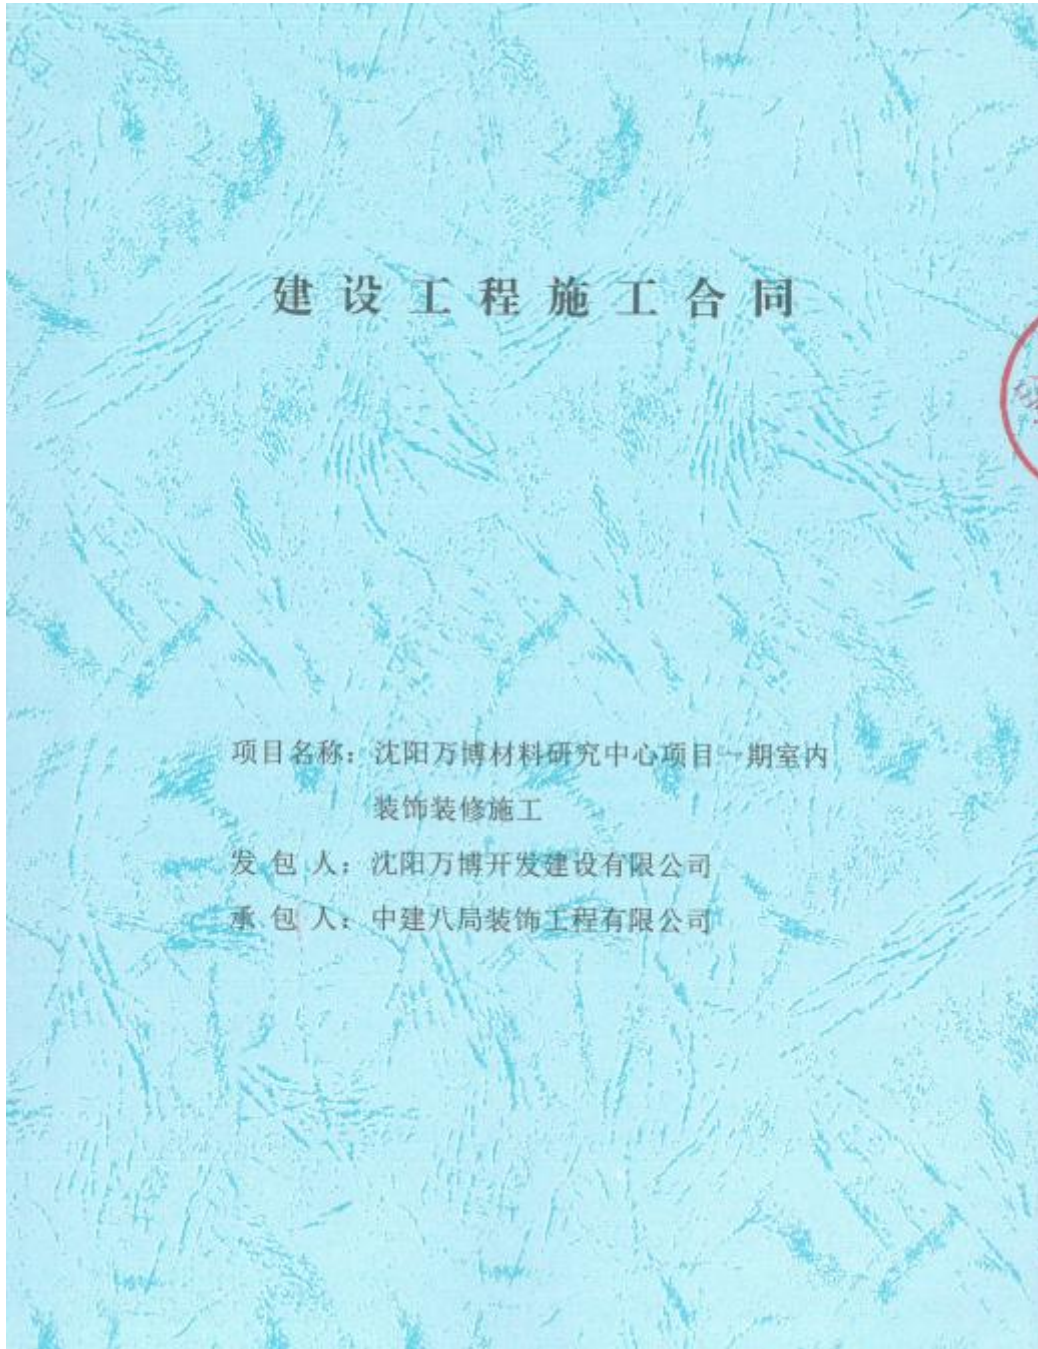 建设工程施工合同
项目名称：沈阳万博材料研究中心项目一期室内
装饰装修施工
发包人：沈阳万博开发建设有限公司
承包人：中建八局装饰工程有限公司